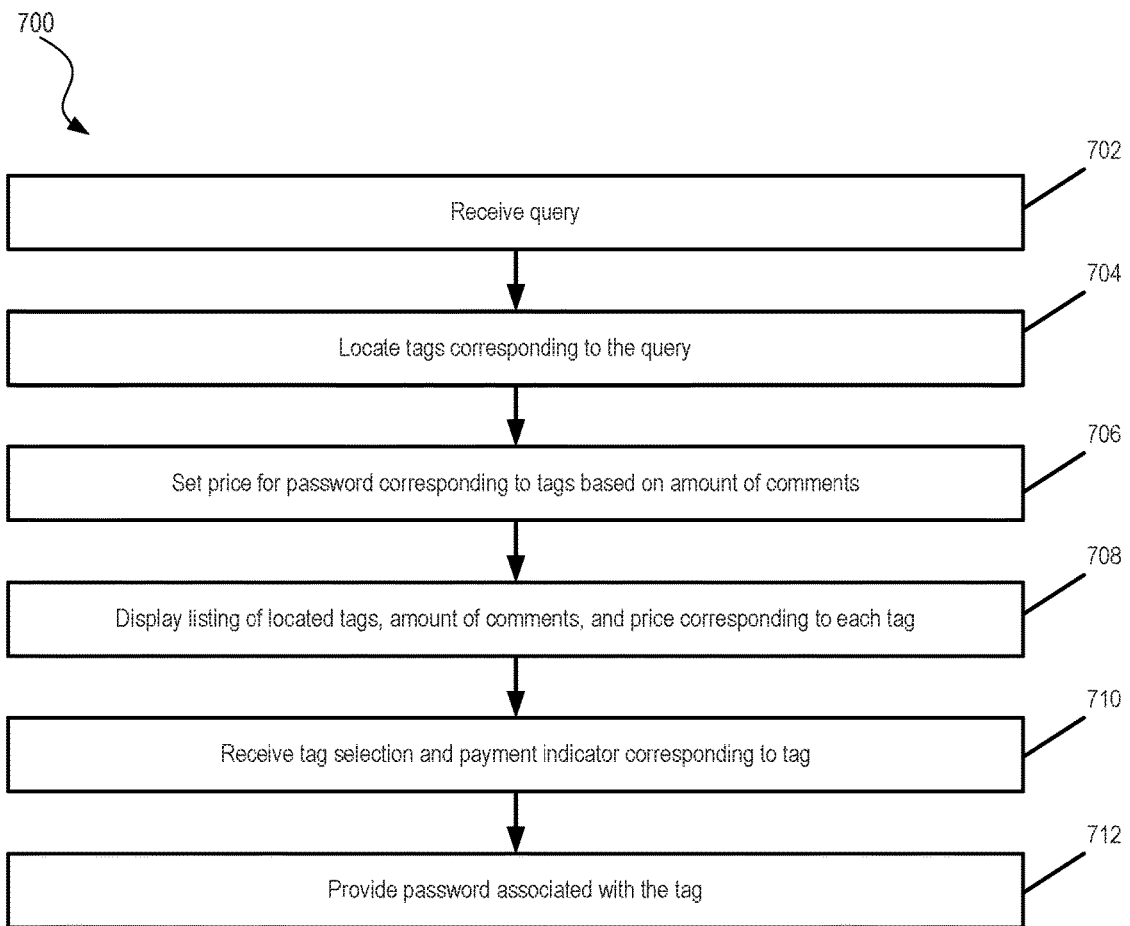 700
702
Receive query
704
Locate tags corresponding to the query
706
Set price for password corresponding to tags based on amount of comments
708
Display listing of located tags, amount of comments, and price corresponding to each tag
710
Receive tag selection and payment indicator corresponding to tag
712
Provide password associated with the tag